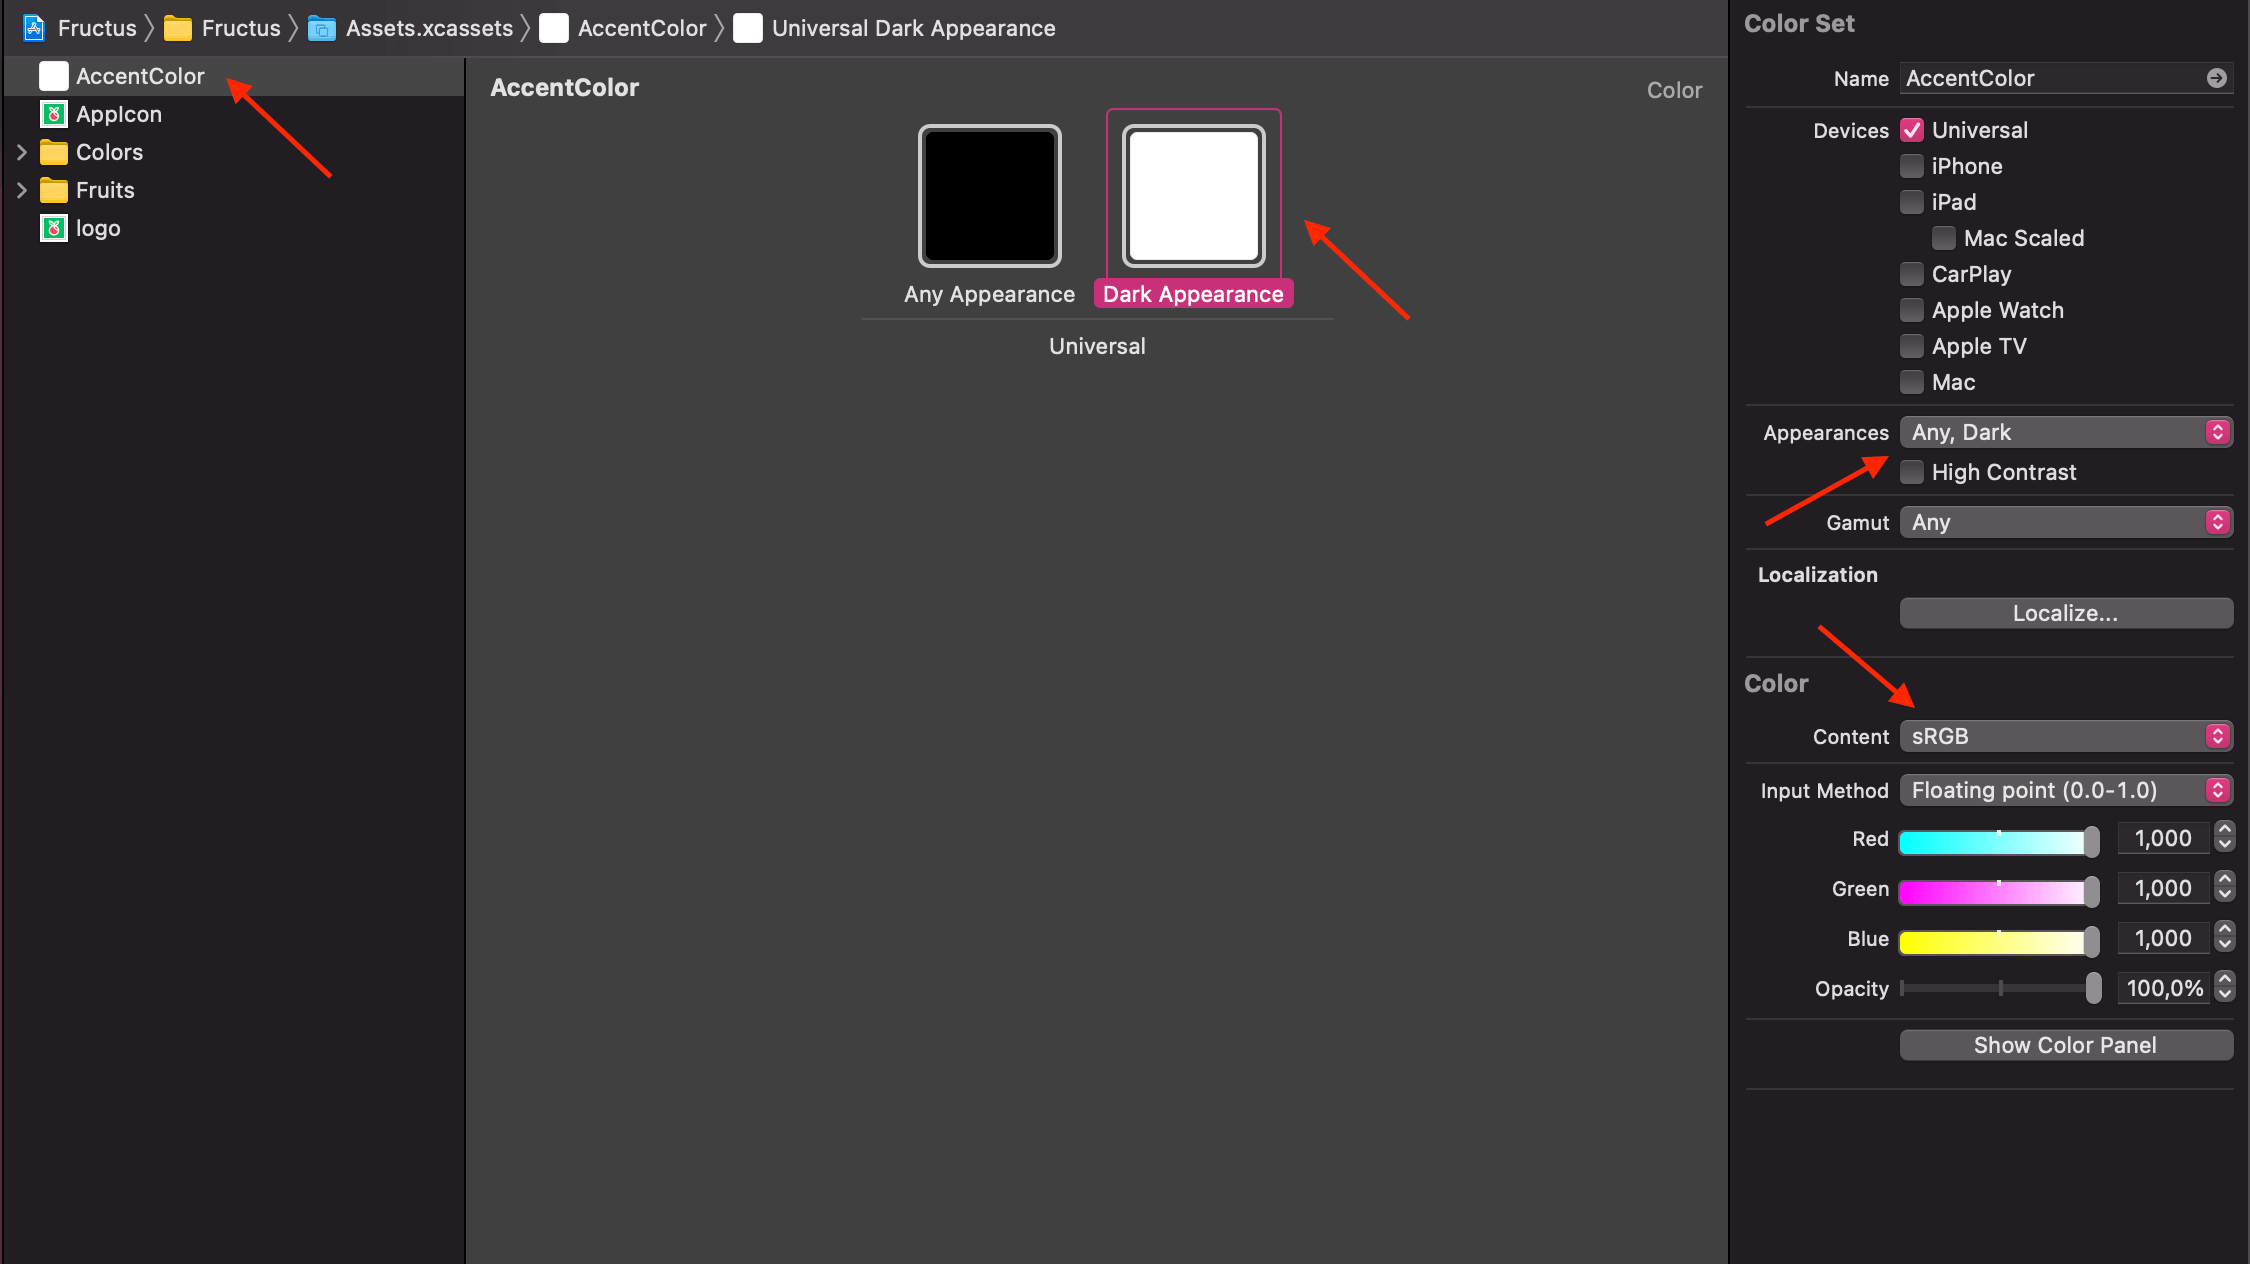 Fructus
Fructus
Assets.xcassets
AccentColor
Universal Dark Appearance
AccentColor
AppIcon
Colors
Fruits
logo
AccentColor
Color
Any Appearance
Dark Appearance
Universal
Color Set
Name AccentColor
Devices Universal
iPhone
iPad
Mac Scaled
CarPlay
Apple Watch
Apple TV
Mac
Appearances Any, Dark
High Contrast
Gamut Any
Localization
Localize...
Color
Content sRGB
Input Method Floating point (0.0-1.0)
Red 1,000
Green 1,000
Blue 1,000
Opacity 100,0%
Show Color Panel